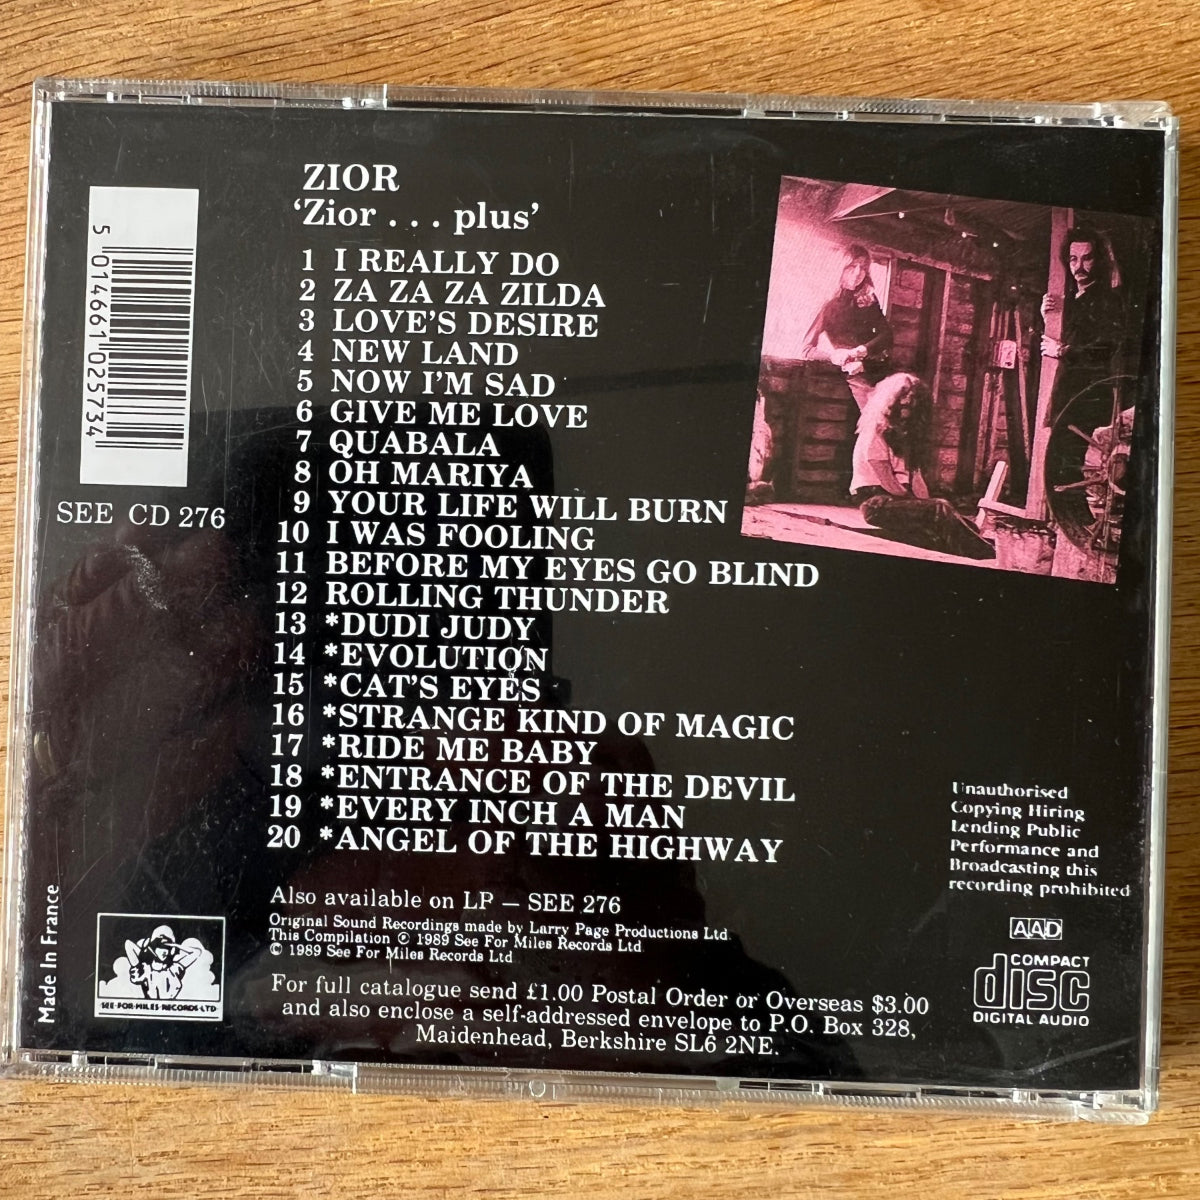 ZIOR
‘Zior . . . plus’
1 I REALLY DO
2 ZA ZA ZA ZILDA
3 LOVE'S DESIRE
4 NEW LAND
5 NOW I'M SAD
6 GIVE ME LOVE
7 QUABALA
8 OH MARIYA
9 YOUR LIFE WILL BURN
10 I WAS FOOLING
11 BEFORE MY EYES GO BLIND
12 ROLLING THUNDER
13 *DUDI JUDY
14 *EVOLUTION
15 *CAT'S EYES
16 *STRANGE KIND OF MAGIC
17 *RIDE ME BABY
18 *ENTRANCE OF THE DEVIL
19 *EVERY INCH A MAN
20 *ANGEL OF THE HIGHWAY
Also available on LP – SEE 276
Original Sound Recordings made by Larry Page Productions Ltd.
This Compilation ℗ 1989 See For Miles Records Ltd
© 1989 See For Miles Records Ltd
For full catalogue send £1.00 Postal Order or Overseas $3.00
and also enclose a self-addressed envelope to P.O. Box 328,
Maidenhead, Berkshire SL6 2NE.
5 014661 025734
SEE CD 276
Made In France
SEE·FOR·MILES RECORDS·LTD
Unauthorised
Copying Hiring
Lending Public
Performance and
Broadcasting this
recording prohibited
AAD
COMPACT
disc
DIGITAL AUDIO